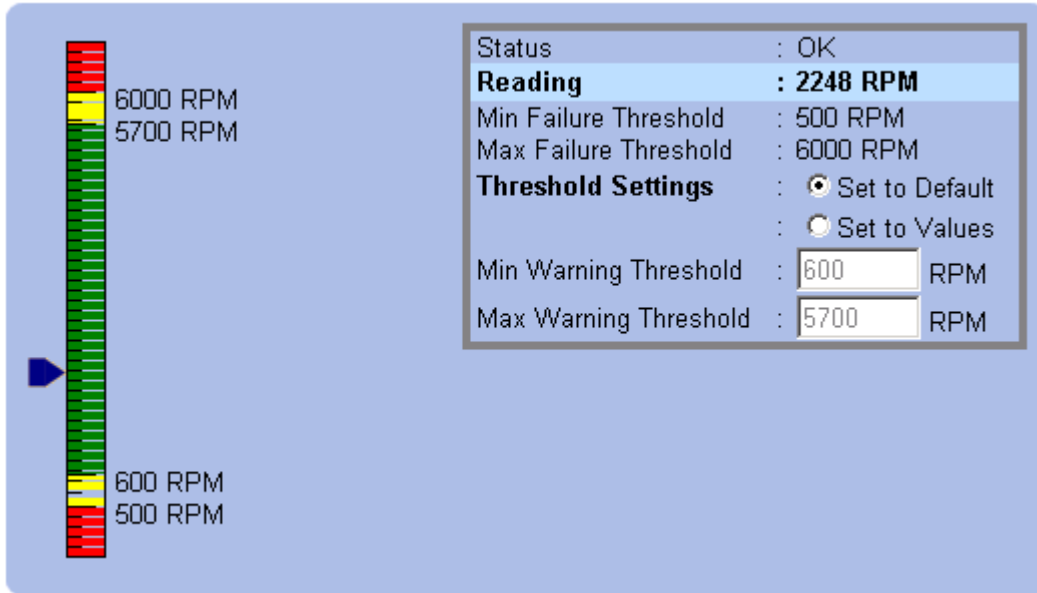 6000 RPM
5700 RPM
600 RPM
500 RPM
Status : OK
Reading : 2248 RPM
Min Failure Threshold : 500 RPM
Max Failure Threshold : 6000 RPM
Threshold Settings : Set to Default
: Set to Values
Min Warning Threshold : 600 RPM
Max Warning Threshold : 5700 RPM